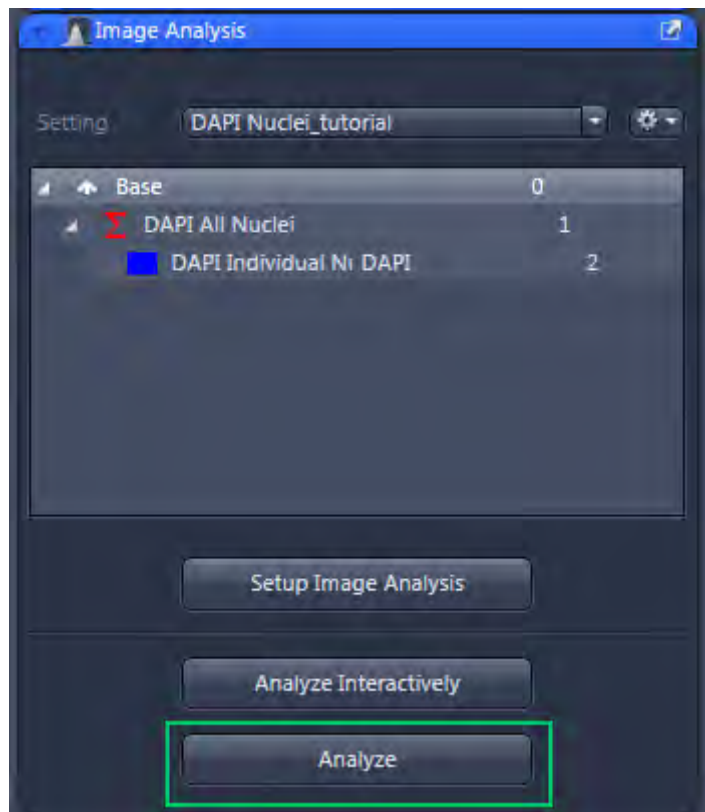 Image Analysis
Setting DAPI Nuclei_tutorial
Base 0
DAPI All Nuclei 1
DAPI Individual Nu DAPI 2
Setup Image Analysis
Analyze Interactively
Analyze